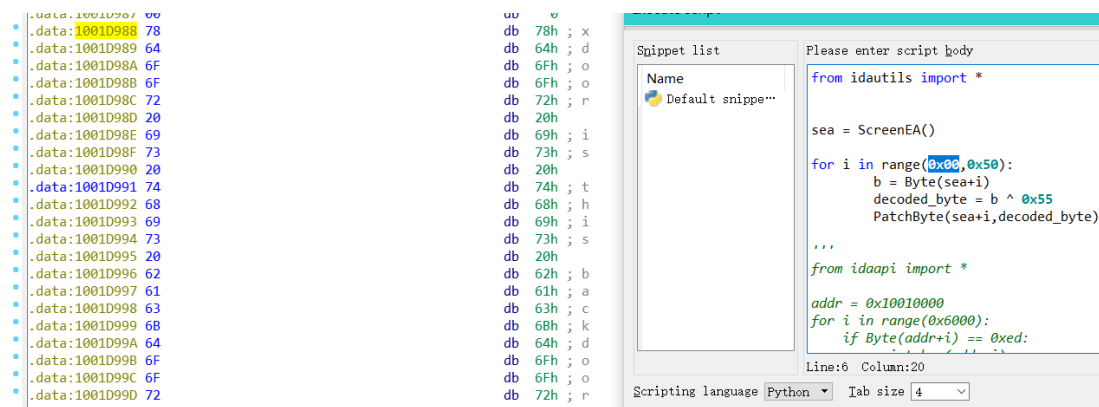 .data:1001D987 00 db 0
.data:1001D988 78 db 78h ; x
.data:1001D989 64 db 64h ; d
.data:1001D98A 6F db 6Fh ; o
.data:1001D98B 6F db 6Fh ; o
.data:1001D98C 72 db 72h ; r
.data:1001D98D 20 db 20h
.data:1001D98E 69 db 69h ; i
.data:1001D98F 73 db 73h ; s
.data:1001D990 20 db 20h
.data:1001D991 74 db 74h ; t
.data:1001D992 68 db 68h ; h
.data:1001D993 69 db 69h ; i
.data:1001D994 73 db 73h ; s
.data:1001D995 20 db 20h
.data:1001D996 62 db 62h ; b
.data:1001D997 61 db 61h ; a
.data:1001D998 63 db 63h ; c
.data:1001D999 6B db 6Bh ; k
.data:1001D99A 64 db 64h ; d
.data:1001D99B 6F db 6Fh ; o
.data:1001D99C 6F db 6Fh ; o
.data:1001D99D 72 db 72h ; r
Execute script
Snippet list
Name
Default snippe…
Please enter script body
from idautils import *
sea = ScreenEA()
for i in range(0x00,0x50):
b = Byte(sea+i)
decoded_byte = b ^ 0x55
PatchByte(sea+i,decoded_byte)
'''
from idaapi import *
addr = 0x10010000
for i in range(0x6000):
if Byte(addr+i) == 0xed:
Line:6 Column:20
Scripting language Python Tab size 4